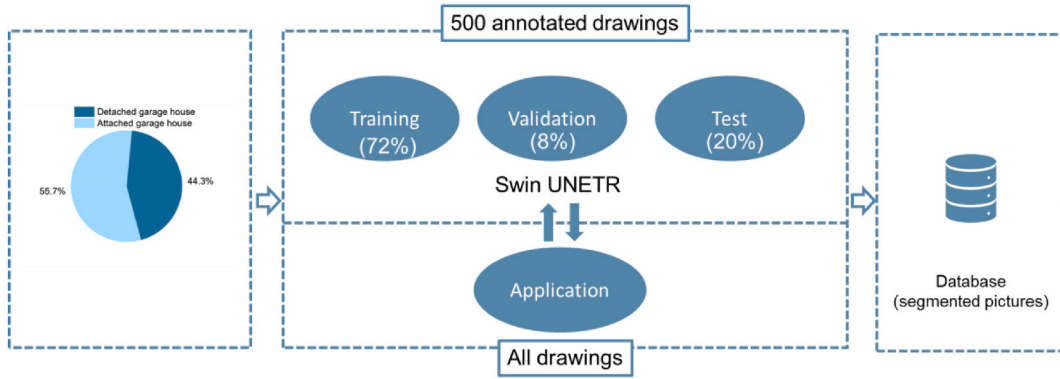 500 annotated drawings
Detached garage house
Attached garage house
55.7%
44.3%
Training
(72%)
Validation
(8%)
Test
(20%)
Swin UNETR
Application
All drawings
Database
(segmented pictures)